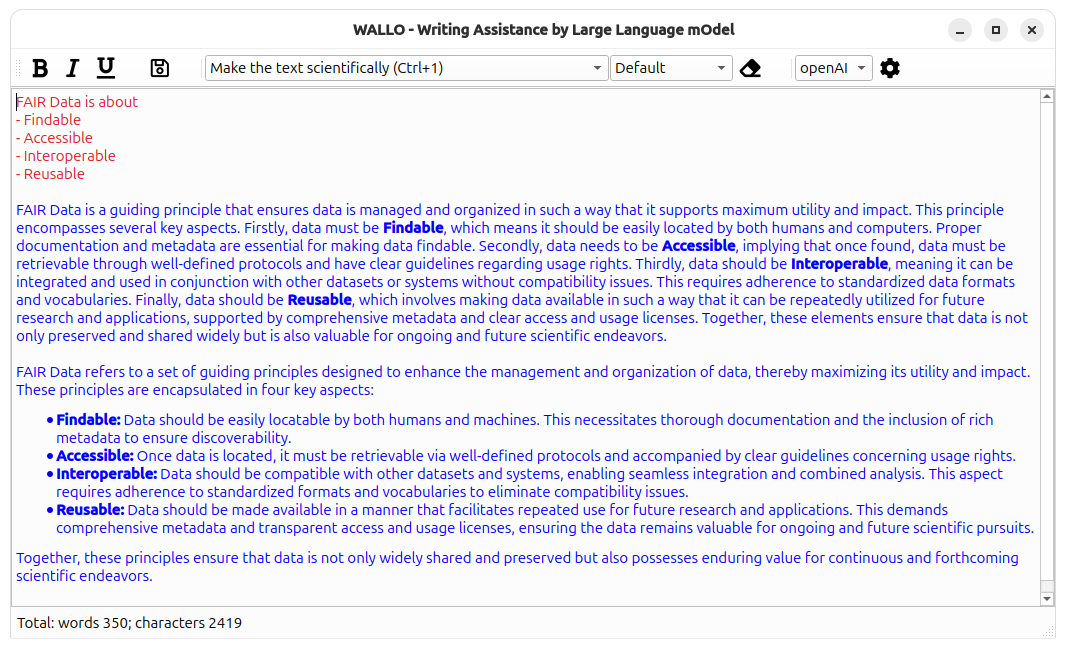 WALLO - Writing Assistance by Large Language mOdel
B I U Make the text scientifically (Ctrl+1) Default openAI
FAIR Data is about
- Findable
- Accessible
- Interoperable
- Reusable
FAIR Data is a guiding principle that ensures data is managed and organized in such a way that it supports maximum utility and impact. This principle
encompasses several key aspects. Firstly, data must be Findable, which means it should be easily located by both humans and computers. Proper
documentation and metadata are essential for making data findable. Secondly, data needs to be Accessible, implying that once found, data must be
retrievable through well-defined protocols and have clear guidelines regarding usage rights. Thirdly, data should be Interoperable, meaning it can be
integrated and used in conjunction with other datasets or systems without compatibility issues. This requires adherence to standardized data formats
and vocabularies. Finally, data should be Reusable, which involves making data available in such a way that it can be repeatedly utilized for future
research and applications, supported by comprehensive metadata and clear access and usage licenses. Together, these elements ensure that data is not
only preserved and shared widely but is also valuable for ongoing and future scientific endeavors.
FAIR Data refers to a set of guiding principles designed to enhance the management and organization of data, thereby maximizing its utility and impact.
These principles are encapsulated in four key aspects:
• Findable: Data should be easily locatable by both humans and machines. This necessitates thorough documentation and the inclusion of rich
metadata to ensure discoverability.
• Accessible: Once data is located, it must be retrievable via well-defined protocols and accompanied by clear guidelines concerning usage rights.
• Interoperable: Data should be compatible with other datasets and systems, enabling seamless integration and combined analysis. This aspect
requires adherence to standardized formats and vocabularies to eliminate compatibility issues.
• Reusable: Data should be made available in a manner that facilitates repeated use for future research and applications. This demands
comprehensive metadata and transparent access and usage licenses, ensuring the data remains valuable for ongoing and future scientific pursuits.
Together, these principles ensure that data is not only widely shared and preserved but also possesses enduring value for continuous and forthcoming
scientific endeavors.
Total: words 350; characters 2419